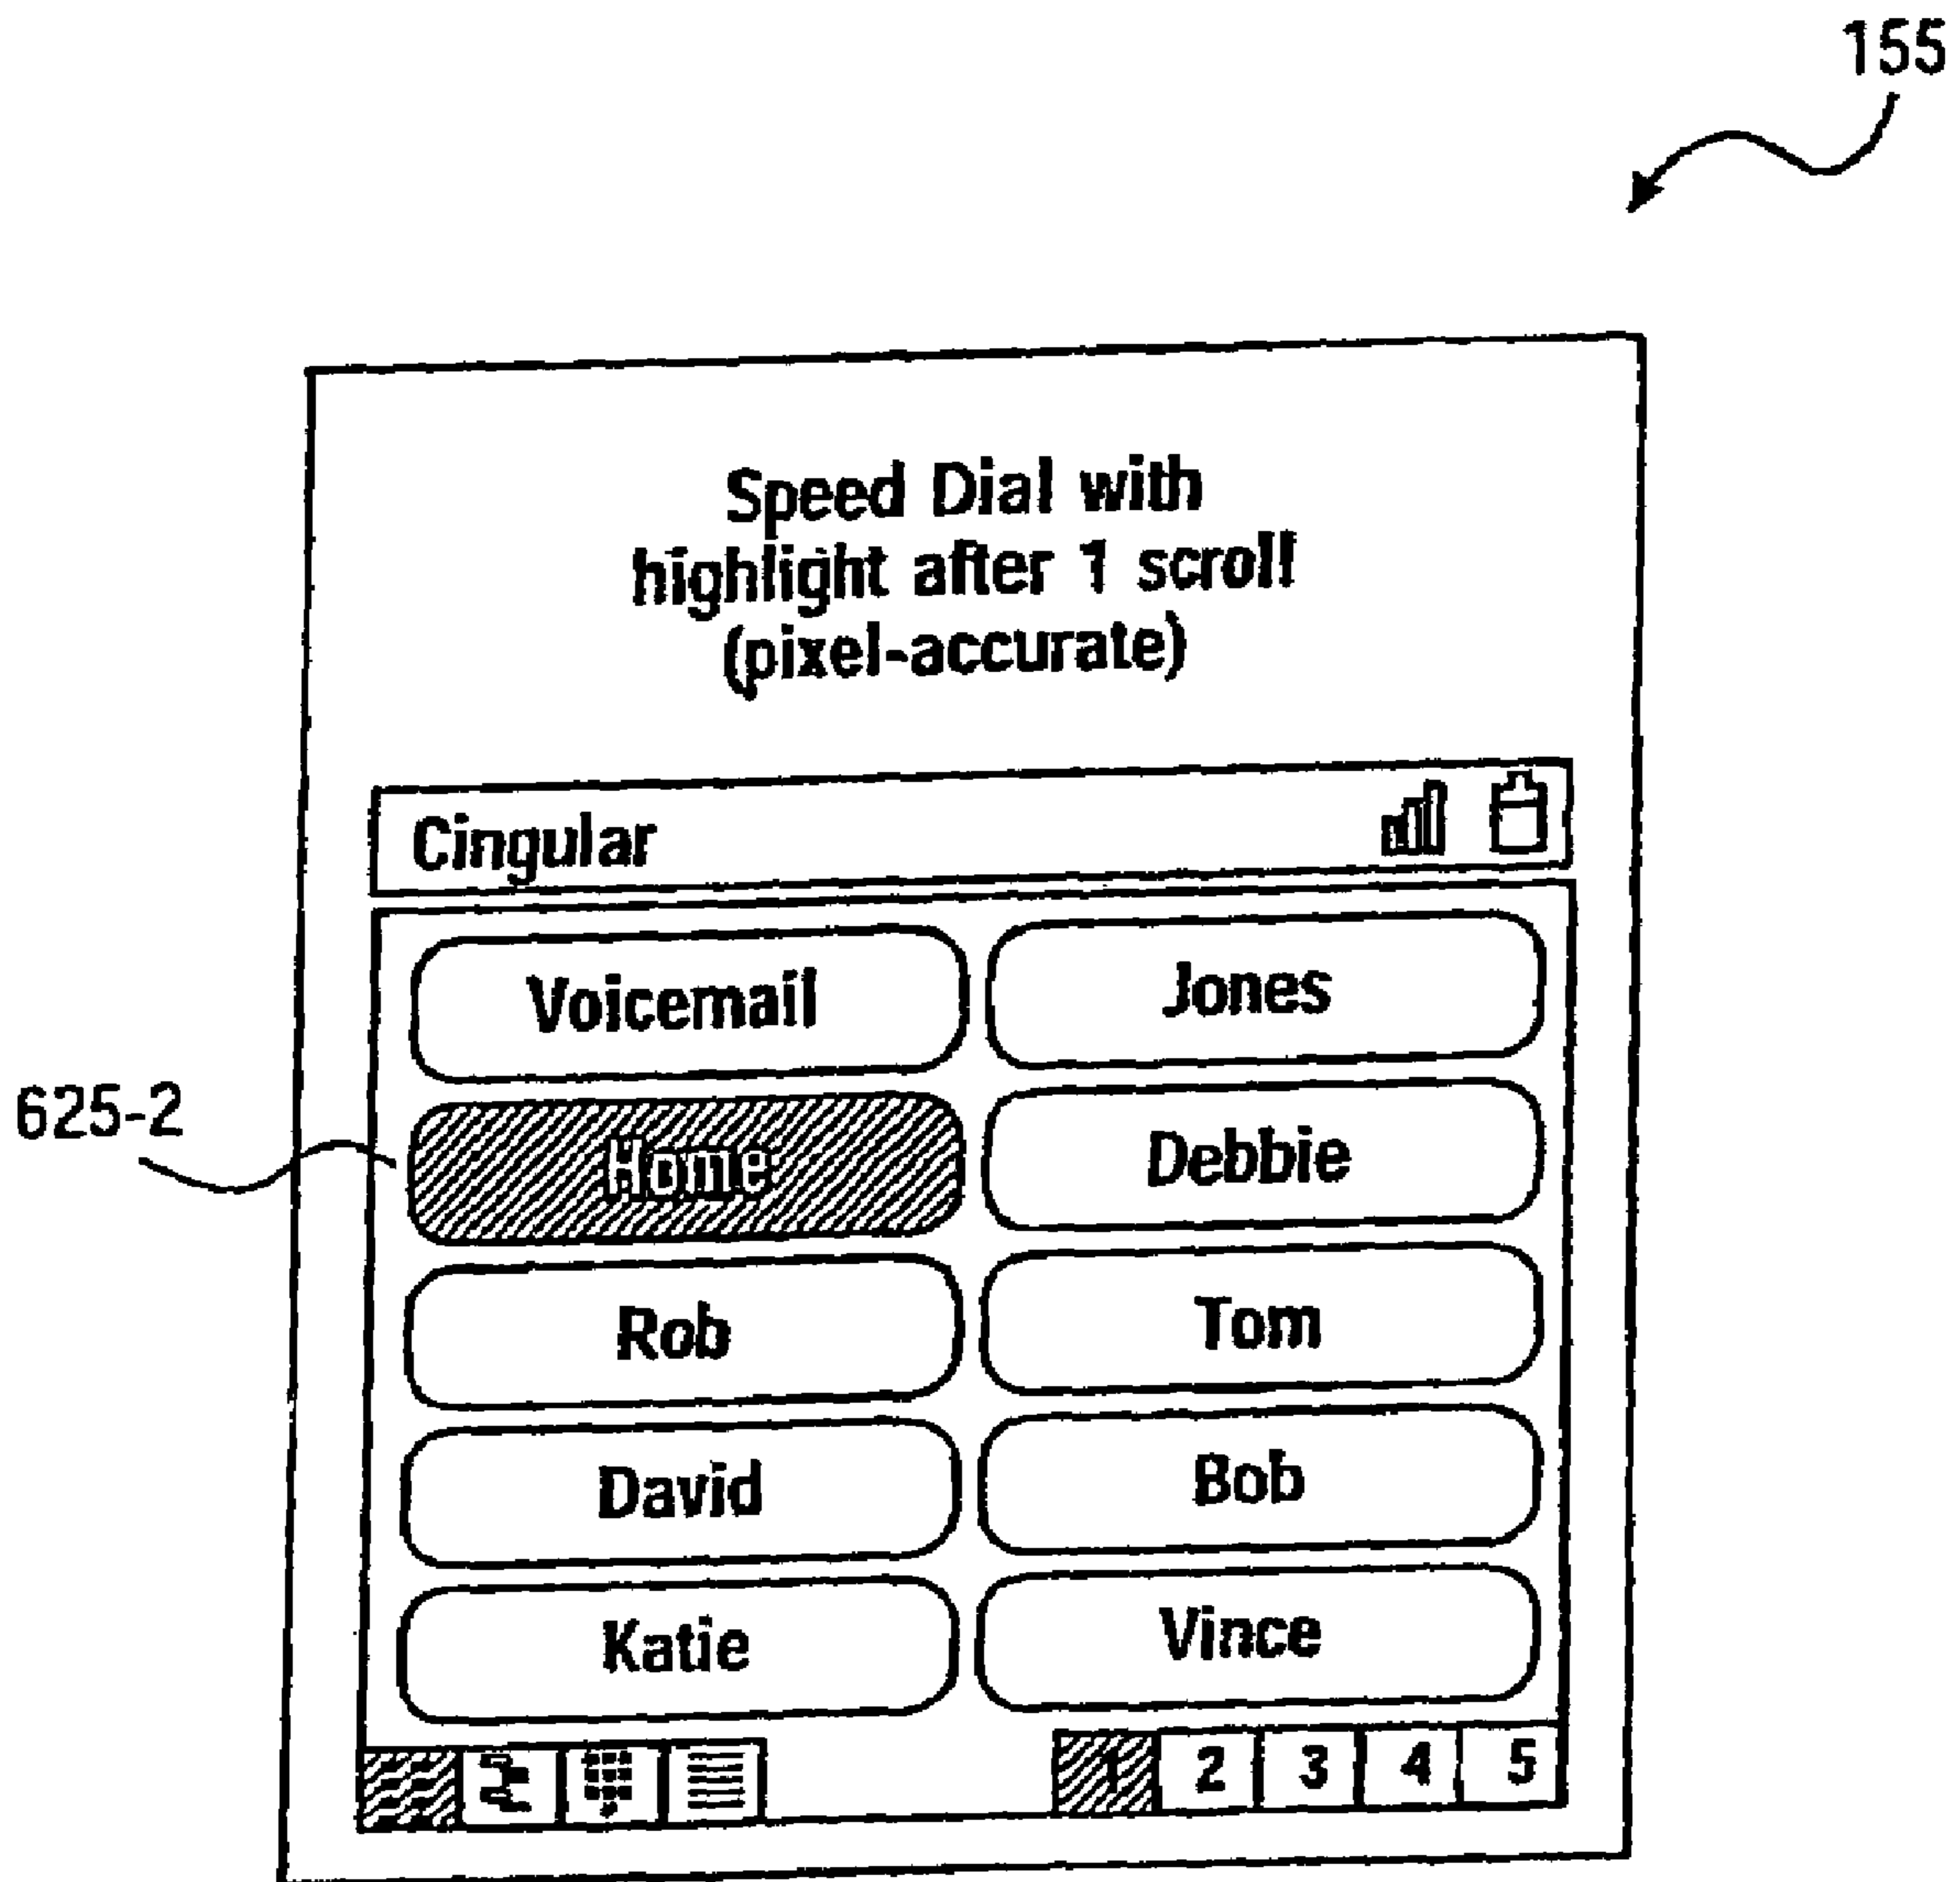 155
Speed Dial with
highlight after 1 scroll
(pixel-accurate)
Cingular
Voicemail Jones
625-2
Home Debbie
Rob Tom
David Bob
Katie Vince
1 2 3 4 5